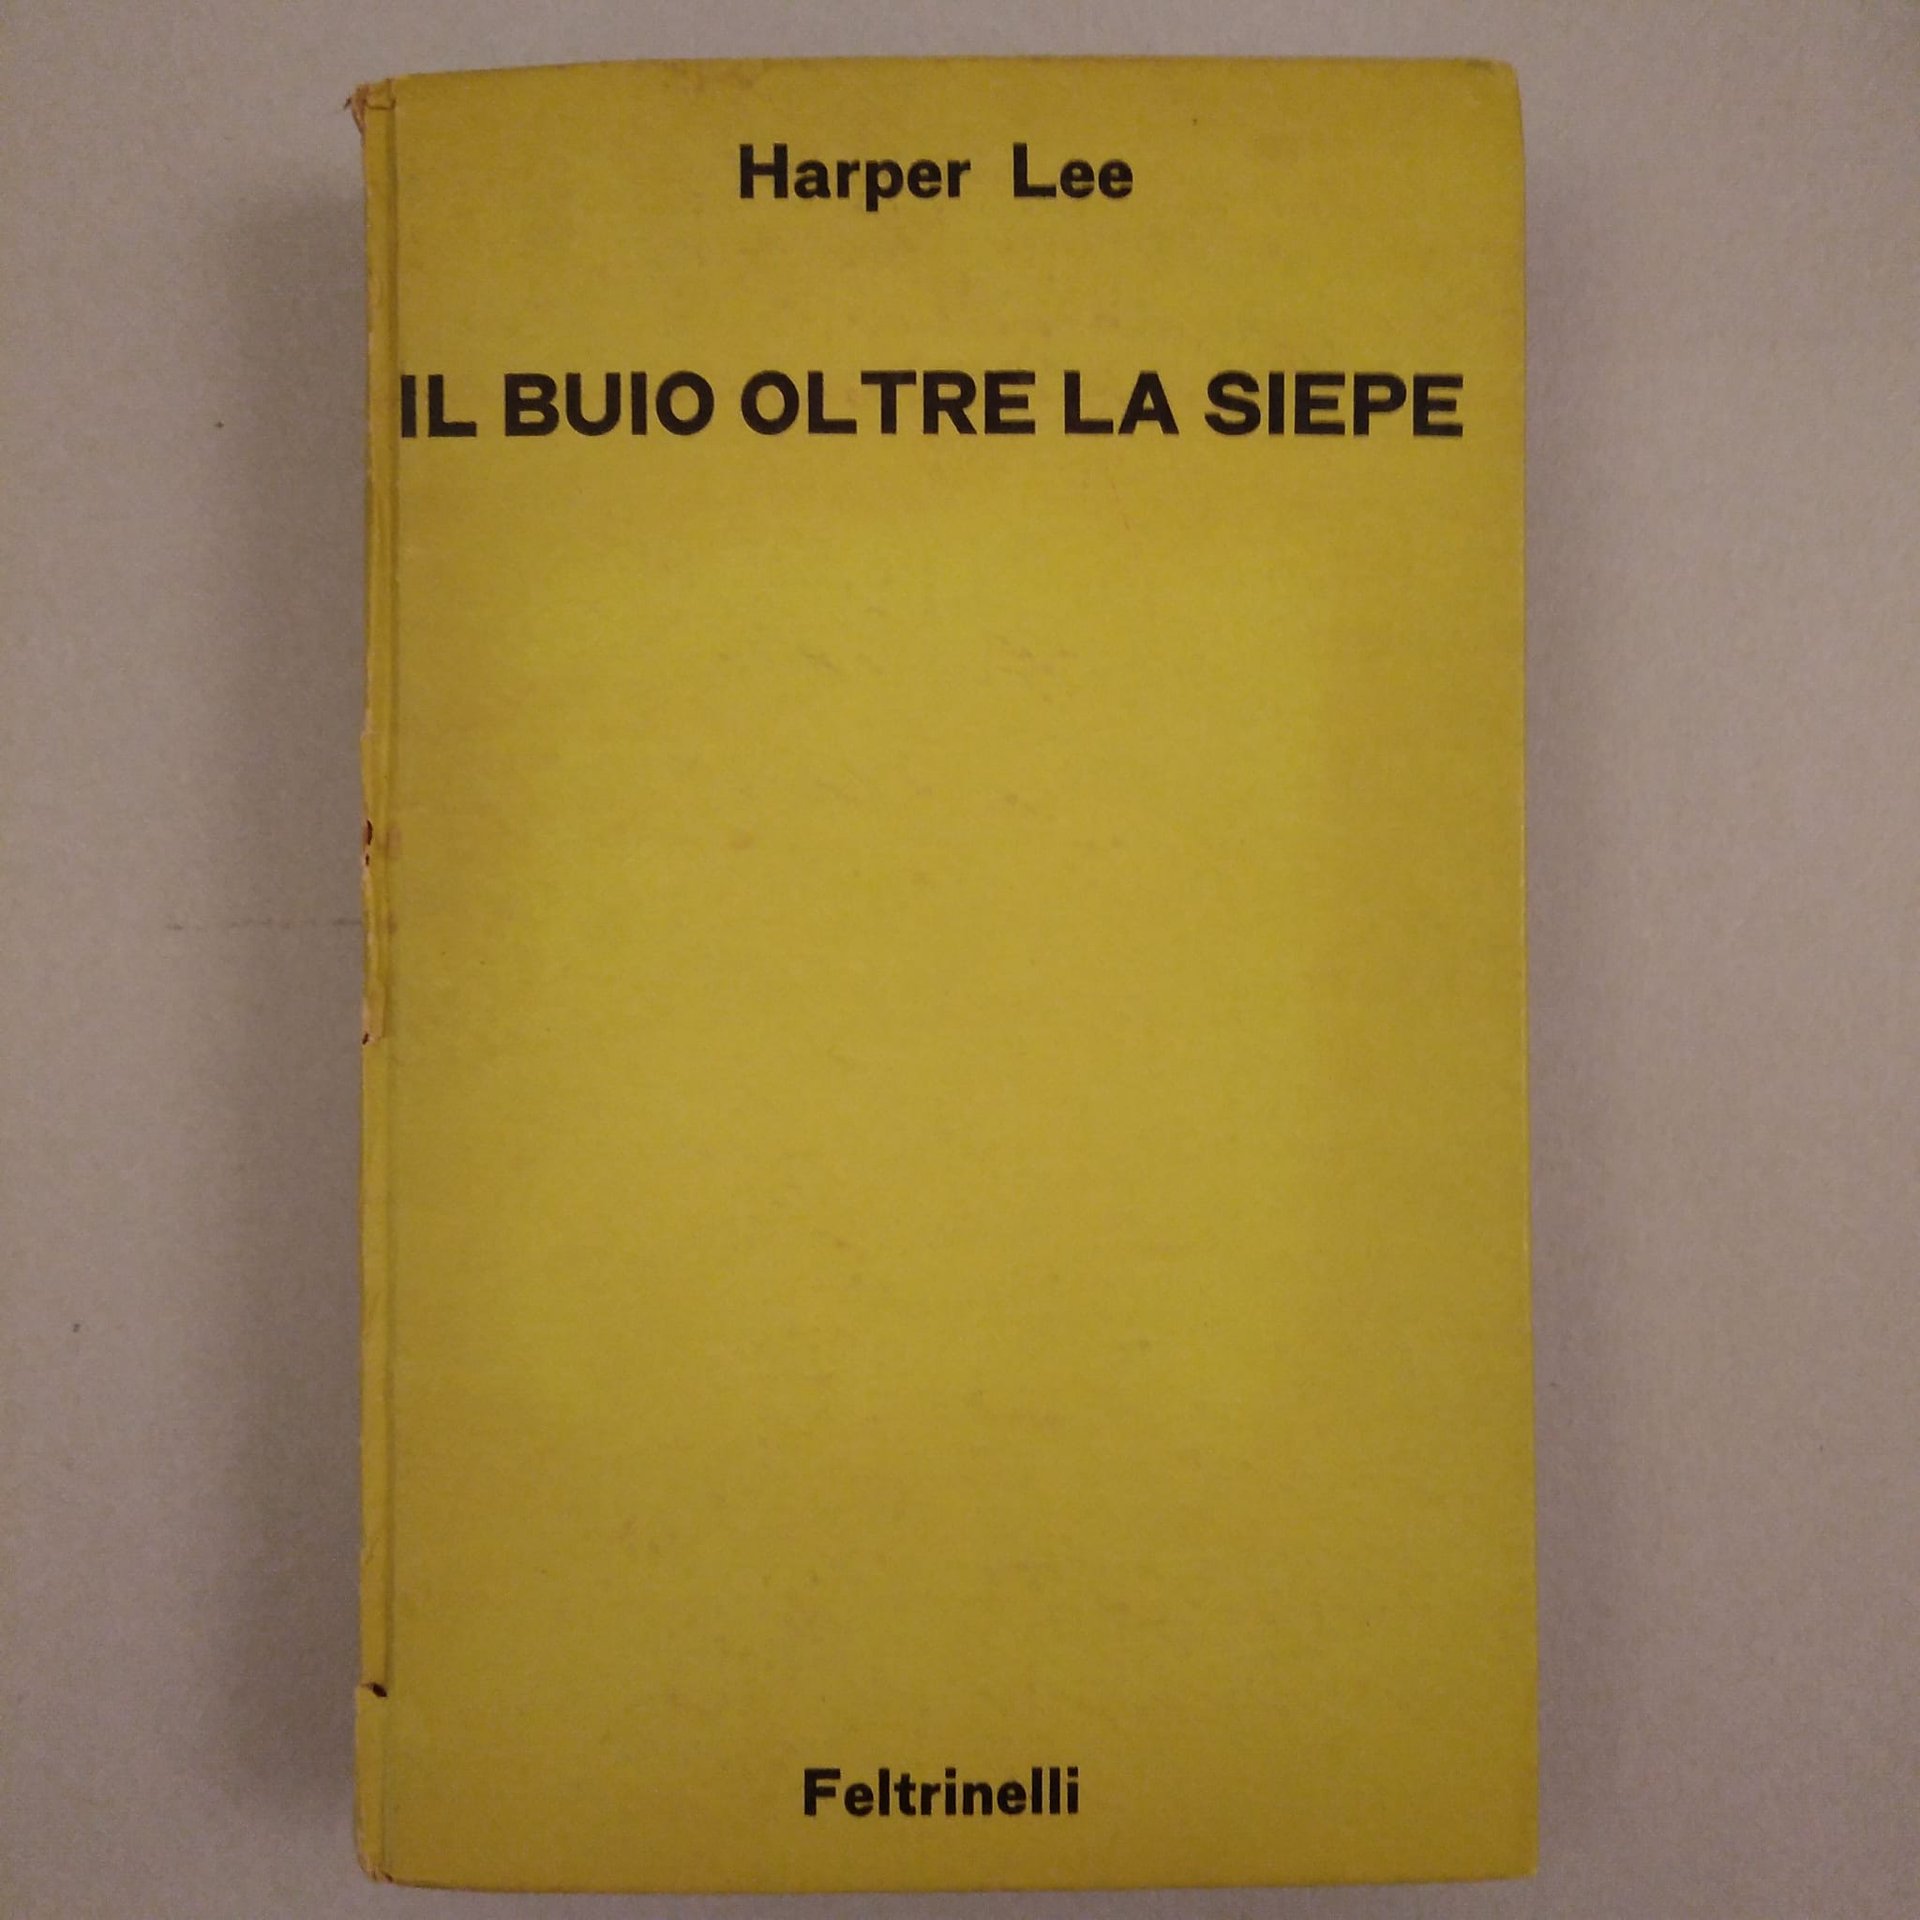 Harper Lee
IL BUIO OLTRE LA SIEPE
Feltrinelli